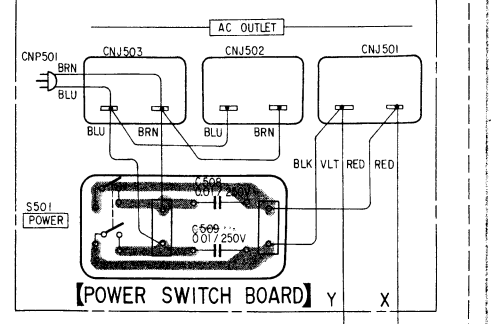 AC OUTLET
CNP501
CNJ503
CNJ502
CNJ501
BRN
BLU
BLU
BRN
BLU
BRN
BLK
VLT
RED
RED
C508
0.01/250V
S501
POWER
C509
0.01/250V
【POWER SWITCH BOARD】
Y
X